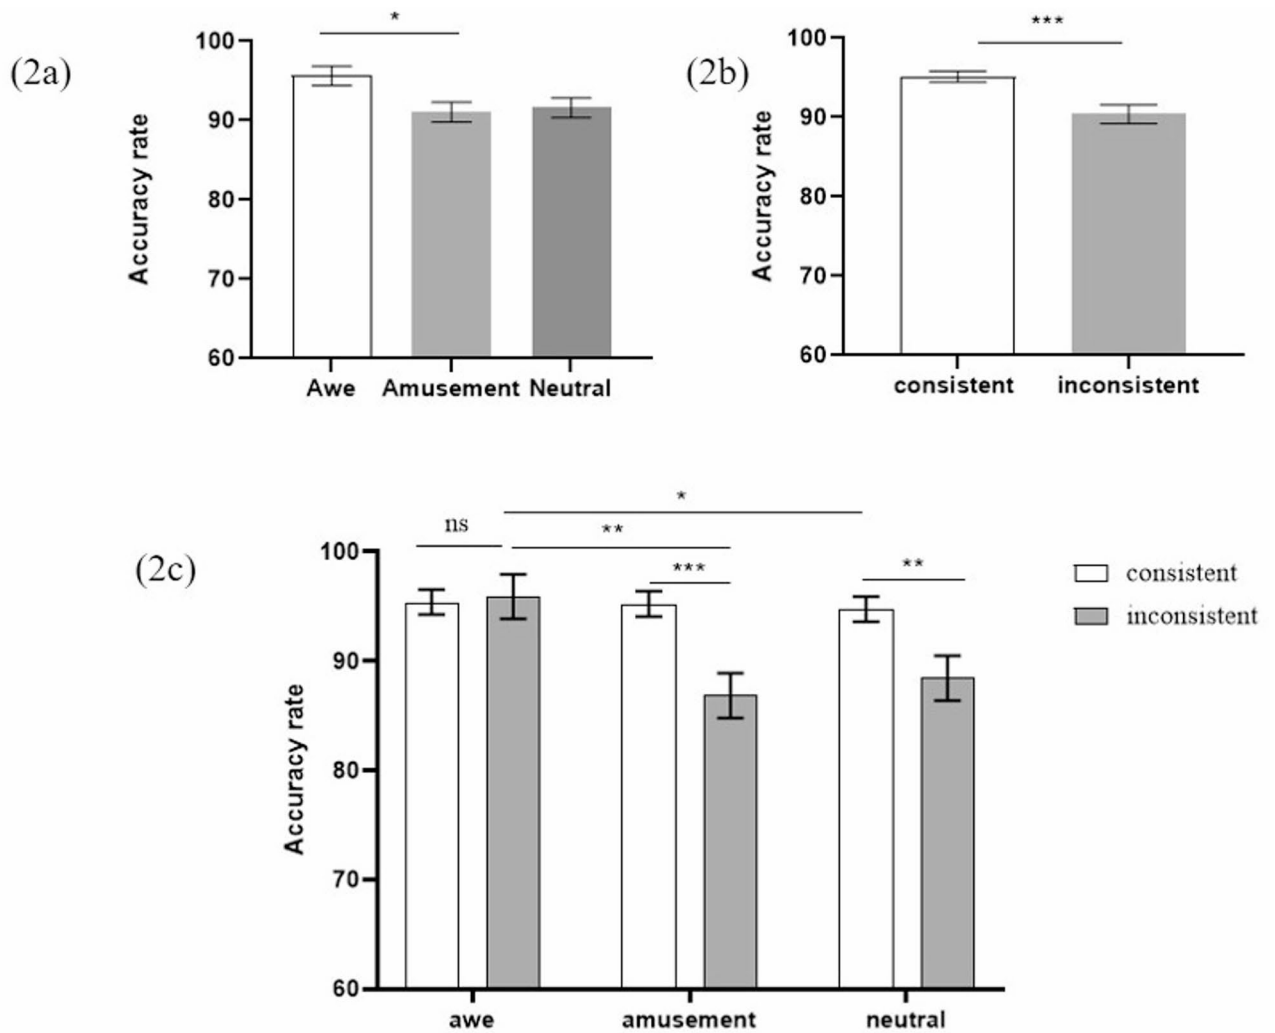 (2a)
Accuracy rate
100
90
80
70
60
*
Awe
Amusement
Neutral
(2b)
Accuracy rate
100
90
80
70
60
***
consistent
inconsistent
(2c)
Accuracy rate
100
90
80
70
60
*
ns
**
***
**
awe
amusement
neutral
consistent
inconsistent